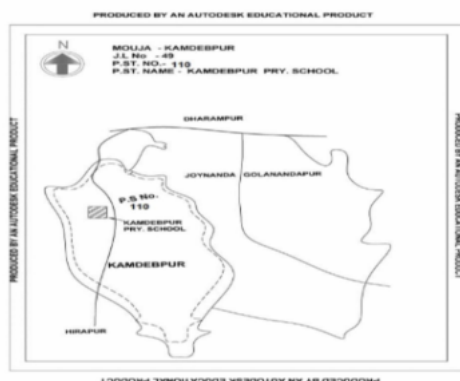 PRODUCED BY AN AUTODESK EDUCATIONAL PRODUCT
N
MOUJA - KAMDEBPUR
J.L No - 49
P.ST. NO.- 110
P.ST. NAME - KAMDEBPUR PRY. SCHOOL
DHARAMPUR
JOYNANDA GOLANANDAPUR
P.S No.
110
KAMDEBPUR
PRY. SCHOOL
KAMDEBPUR
HIRAPUR
PRODUCED BY AN AUTODESK EDUCATIONAL PRODUCT
PRODUCED BY AN AUTODESK EDUCATIONAL PRODUCT
PRODUCED BY AN AUTODESK EDUCATIONAL PRODUCT